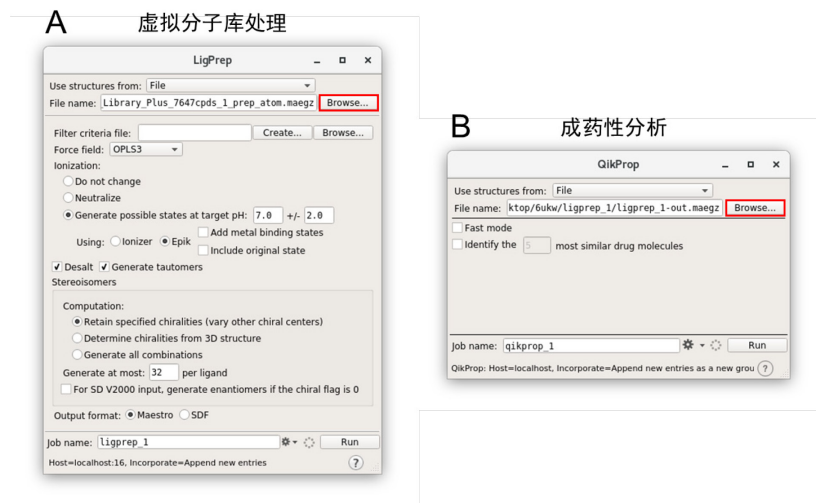 A
虚拟分子库处理
LigPrep
Use structures from: File
File name: Library_Plus_7647cpds_1_prep_atom.maegz Browse...
Filter criteria file: Create... Browse...
Force field: OPLS3
Ionization:
Do not change
Neutralize
Generate possible states at target pH: 7.0 +/- 2.0
Using: Ionizer Epik
Add metal binding states
Include original state
Desalt Generate tautomers
Stereoisomers
Computation:
Retain specified chiralities (vary other chiral centers)
Determine chiralities from 3D structure
Generate all combinations
Generate at most: 32 per ligand
For SD V2000 input, generate enantiomers if the chiral flag is 0
Output format: Maestro SDF
Job name: ligprep_1 Run
Host=localhost:16, Incorporate=Append new entries ?
B
成药性分析
QikProp
Use structures from: File
File name: ktop/6ukw/ligprep_1/ligprep_1-out.maegz Browse...
Fast mode
Identify the 5 most similar drug molecules
Job name: qikprop_1 Run
QikProp: Host=localhost, Incorporate=Append new entries as a new grou ?